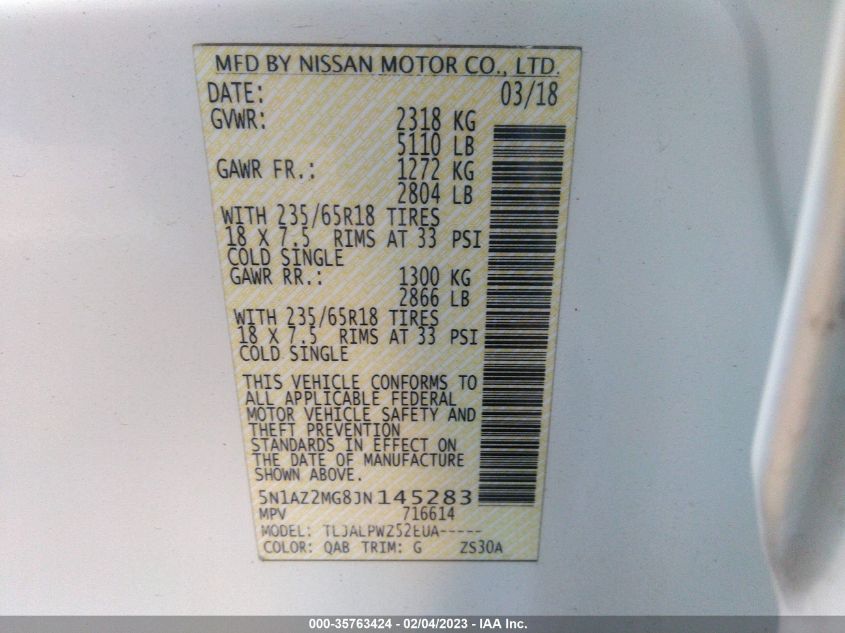 MFD BY NISSAN MOTOR CO., LTD.
DATE: 03/18
GVWR: 2318 KG
5110 LB
GAWR FR.: 1272 KG
2804 LB
WITH 235/65R18 TIRES
18 X 7.5 RIMS AT 33 PSI
COLD SINGLE
GAWR RR.: 1300 KG
2866 LB
WITH 235/65R18 TIRES
18 X 7.5 RIMS AT 33 PSI
COLD SINGLE
THIS VEHICLE CONFORMS TO
ALL APPLICABLE FEDERAL
MOTOR VEHICLE SAFETY AND
THEFT PREVENTION
STANDARDS IN EFFECT ON
THE DATE OF MANUFACTURE
SHOWN ABOVE.
5N1AZ2MG8JN145283
MPV 716614
MODEL: TLJALPWZ52EUA-----
COLOR: QAB TRIM: G ZS30A
000-35763424 - 02/04/2023 - IAA Inc.